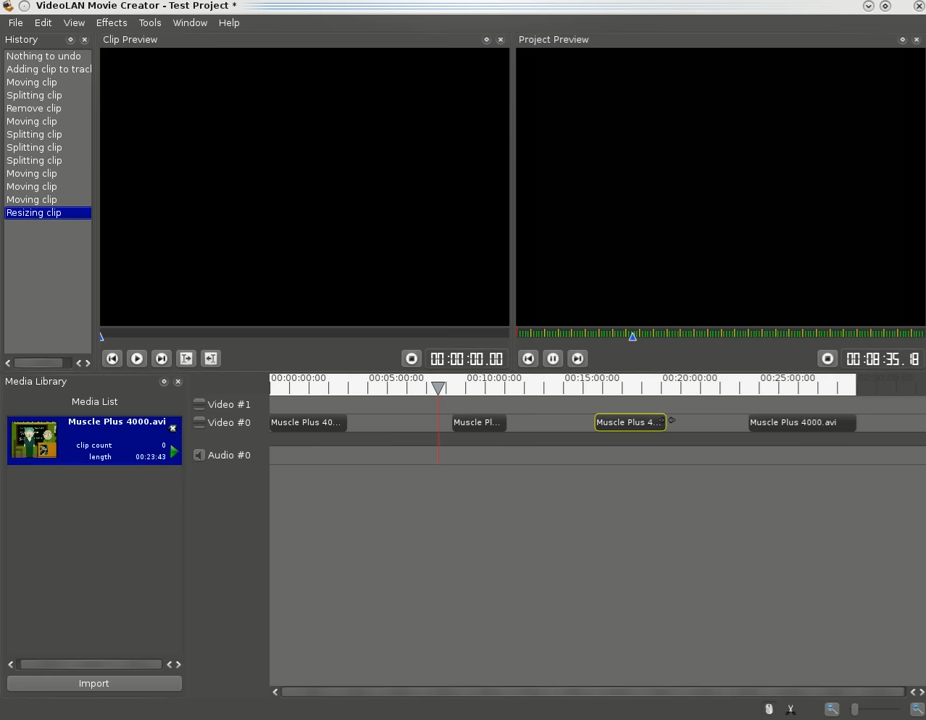 VideoLAN Movie Creator - Test Project *
File Edit View Effects Tools Window Help
History
Clip Preview
Project Preview
Nothing to undo
Adding clip to track
Moving clip
Splitting clip
Remove clip
Moving clip
Splitting clip
Splitting clip
Splitting clip
Moving clip
Moving clip
Moving clip
Resizing clip
00:00:00.00
00:08:35.18
Media Library
Media List
Muscle Plus 4000.avi
clip count 0
length 00:23:43
Import
00:00:00:00 00:05:00:00 00:10:00:00 00:15:00:00 00:20:00:00 00:25:00:00
Video #1
Video #0
Muscle Plus 40... Muscle Pl... Muscle Plus 4... Muscle Plus 4000.avi
Audio #0